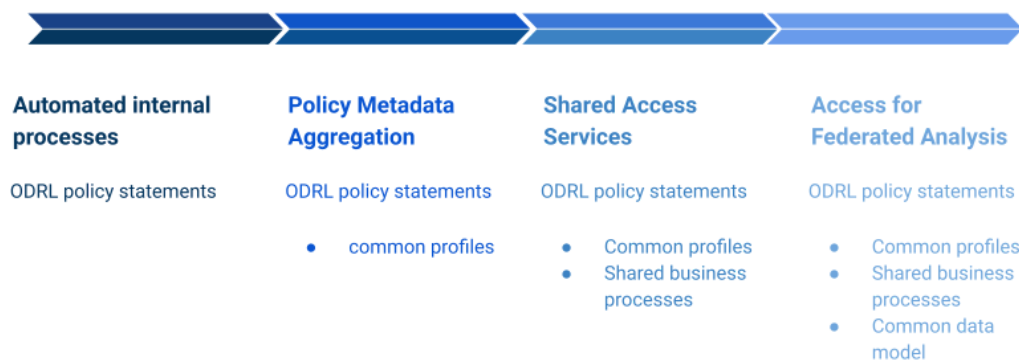 Automated internal
processes
ODRL policy statements
Policy Metadata
Aggregation
ODRL policy statements
● common profiles
Shared Access
Services
ODRL policy statements
● Common profiles
● Shared business
processes
Access for
Federated Analysis
ODRL policy statements
● Common profiles
● Shared business
processes
● Common data
model